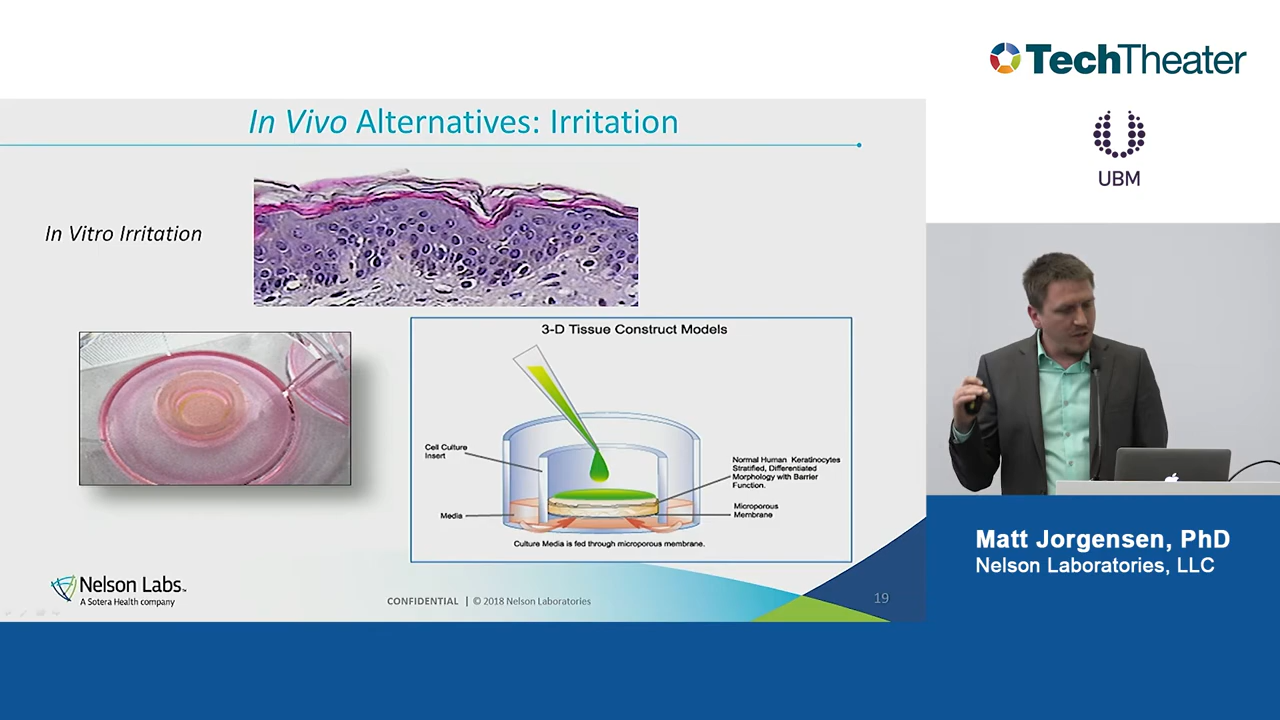 TechTheater
UBM
In Vivo Alternatives: Irritation
In Vitro Irritation
3-D Tissue Construct Models
Cell Culture
Insert
Media
Normal Human Keratinocytes
Stratified, Differentiated
Morphology with Barrier
Function.
Microporous
Membrane
Culture Media is fed through microporous membrane.
Nelson Labs™
A Sotera Health company
CONFIDENTIAL | © 2018 Nelson Laboratories
19
Matt Jorgensen, PhD
Nelson Laboratories, LLC